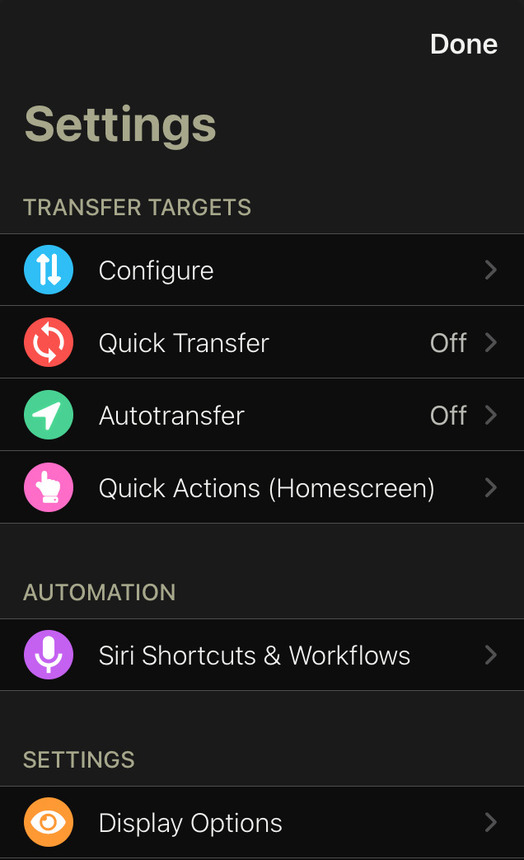 Done
Settings
TRANSFER TARGETS
Configure
Quick Transfer Off
Autotransfer Off
Quick Actions (Homescreen)
AUTOMATION
Siri Shortcuts & Workflows
SETTINGS
Display Options